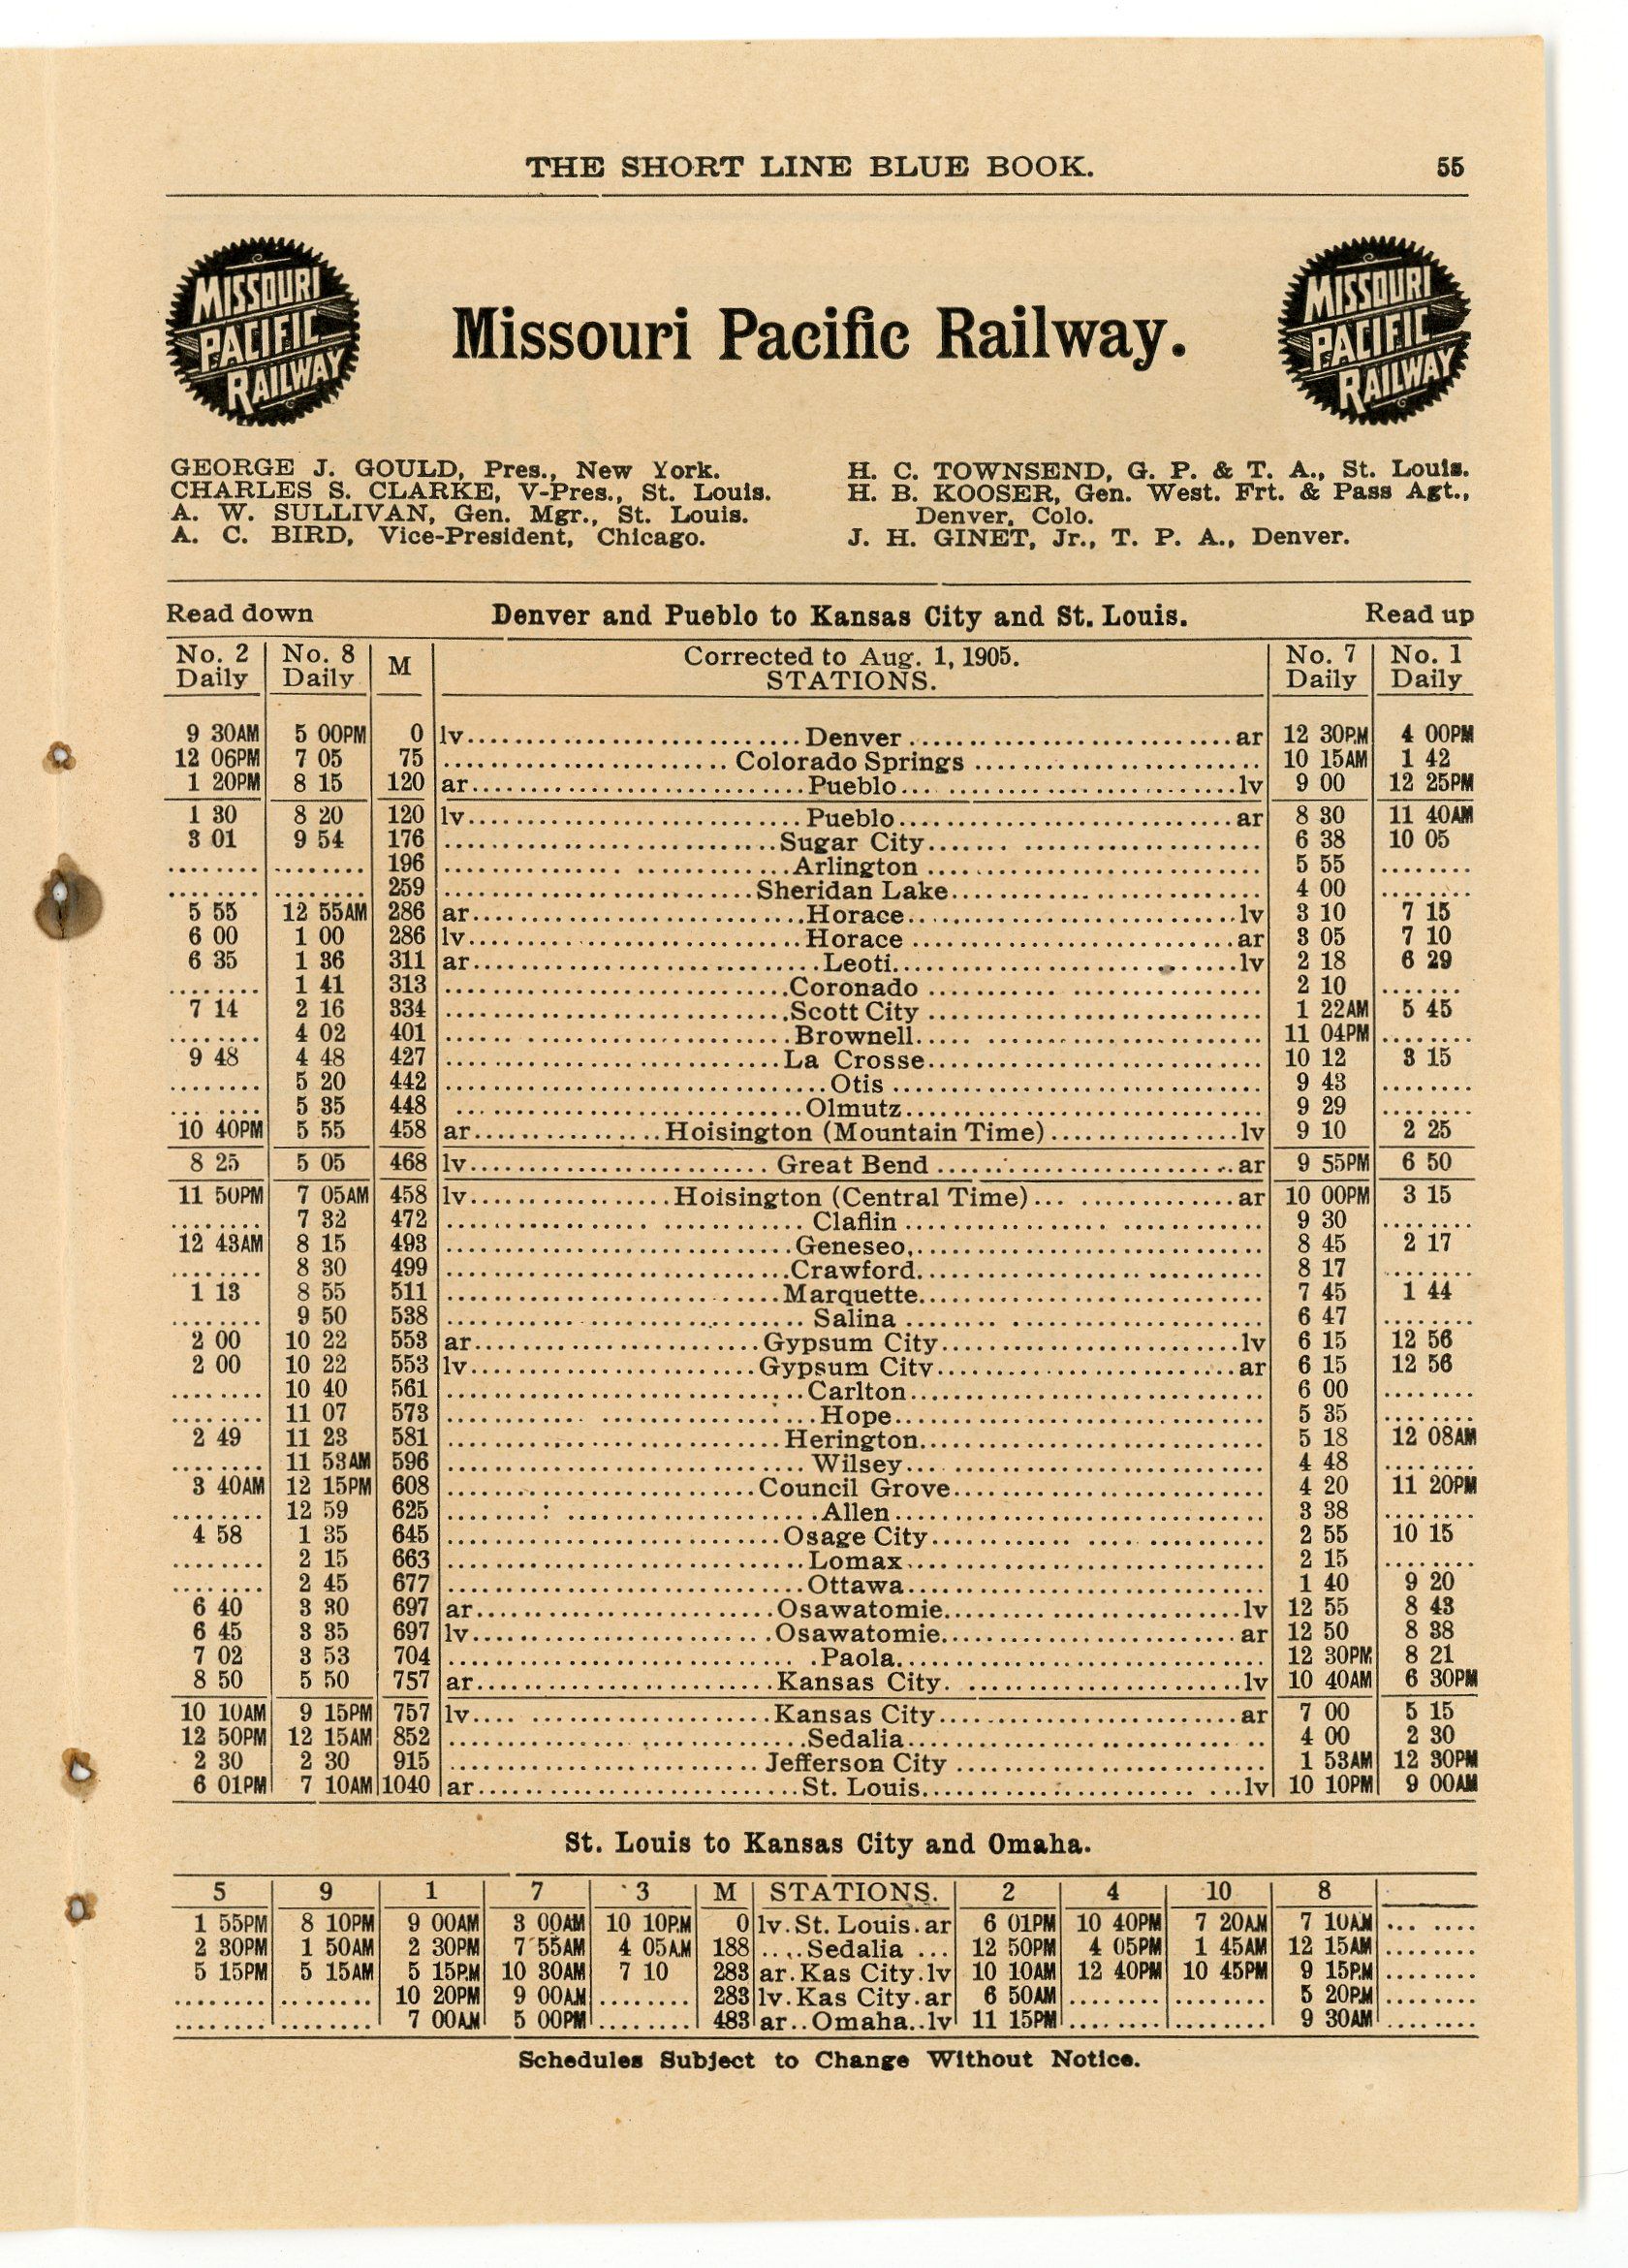 THE SHORT LINE BLUE BOOK. 55
MISSOURI PACIFIC RAILWAY
Missouri Pacific Railway.
MISSOURI PACIFIC RAILWAY
GEORGE J. GOULD, Pres., New York.
CHARLES S. CLARKE, V-Pres., St. Louis.
A. W. SULLIVAN, Gen. Mgr., St. Louis.
A. C. BIRD, Vice-President, Chicago.
H. C. TOWNSEND, G. P. & T. A., St. Louis.
H. B. KOOSER, Gen. West. Frt. & Pass Agt.,
Denver, Colo.
J. H. GINET, Jr., T. P. A., Denver.
Read down Denver and Pueblo to Kansas City and St. Louis. Read up
No. 2 Daily No. 8 Daily M Corrected to Aug. 1, 1905. STATIONS. No. 7 Daily No. 1 Daily
9 30AM 5 00PM 0 lv Denver ar 12 30PM 4 00PM
12 06PM 7 05 75 Colorado Springs 10 15AM 1 42
1 20PM 8 15 120 ar Pueblo lv 9 00 12 25PM
1 30 8 20 120 lv Pueblo ar 8 30 11 40AM
3 01 9 54 176 Sugar City 6 38 10 05
........ ........ 196 Arlington 5 55 ........
........ ........ 259 Sheridan Lake 4 00 ........
5 55 12 55AM 286 ar Horace lv 3 10 7 15
6 00 1 00 286 lv Horace ar 3 05 7 10
6 35 1 36 311 ar Leoti lv 2 18 6 29
........ 1 41 313 Coronado 2 10 ........
7 14 2 16 334 Scott City 1 22AM 5 45
........ 4 02 401 Brownell 11 04PM ........
9 48 4 48 427 La Crosse 10 12 3 15
........ 5 20 442 Otis 9 43 ........
........ 5 35 448 Olmutz 9 29 ........
10 40PM 5 55 458 ar Hoisington (Mountain Time) lv 9 10 2 25
8 25 5 05 468 lv Great Bend ar 9 55PM 6 50
11 50PM 7 05AM 458 lv Hoisington (Central Time) ar 10 00PM 3 15
........ 7 32 472 Claflin 9 30 ........
12 43AM 8 15 493 Geneseo 8 45 2 17
........ 8 30 499 Crawford 8 17 ........
1 13 8 55 511 Marquette 7 45 1 44
........ 9 50 538 Salina 6 47 ........
2 00 10 22 553 ar Gypsum City lv 6 15 12 56
2 00 10 22 553 lv Gypsum City ar 6 15 12 56
........ 10 40 561 Carlton 6 00 ........
........ 11 07 573 Hope 5 35 ........
2 49 11 23 581 Herington 5 18 12 08AM
........ 11 53AM 596 Wilsey 4 48 ........
3 40AM 12 15PM 608 Council Grove 4 20 11 20PM
........ 12 59 625 Allen 3 38 ........
4 58 1 35 645 Osage City 2 55 10 15
........ 2 15 663 Lomax 2 15 ........
........ 2 45 677 Ottawa 1 40 9 20
6 40 3 30 697 ar Osawatomie lv 12 55 8 43
6 45 3 35 697 lv Osawatomie ar 12 50 8 38
7 02 3 53 704 Paola 12 30PM 8 21
8 50 5 50 757 ar Kansas City lv 10 40AM 6 30PM
10 10AM 9 15PM 757 lv Kansas City ar 7 00 5 15
12 50PM 12 15AM 852 Sedalia 4 00 2 30
2 30 2 30 915 Jefferson City 1 53AM 12 30PM
6 01PM 7 10AM 1040 ar St. Louis lv 10 10PM 9 00AM
St. Louis to Kansas City and Omaha.
5 9 1 7 3 M STATIONS. 2 4 10 8
1 55PM 8 10PM 9 00AM 3 00AM 10 10PM 0 lv. St. Louis. ar 6 01PM 10 40PM 7 20AM 7 10AM ........
2 30PM 1 50AM 2 30PM 7 55AM 4 05AM 188 .... Sedalia ... 12 50PM 4 05PM 1 45AM 12 15AM ........
5 15PM 5 15AM 5 15PM 10 30AM 7 10 283 ar. Kas City. lv 10 10AM 12 40PM 10 45PM 9 15PM ........
........ ........ 10 20PM 9 00AM ........ 283 lv. Kas City. ar 6 50AM ........ ........ 5 20PM ........
........ ........ 7 00AM 5 00PM ........ 483 ar.. Omaha.. lv 11 15PM ........ ........ 9 30AM ........
Schedules Subject to Change Without Notice.